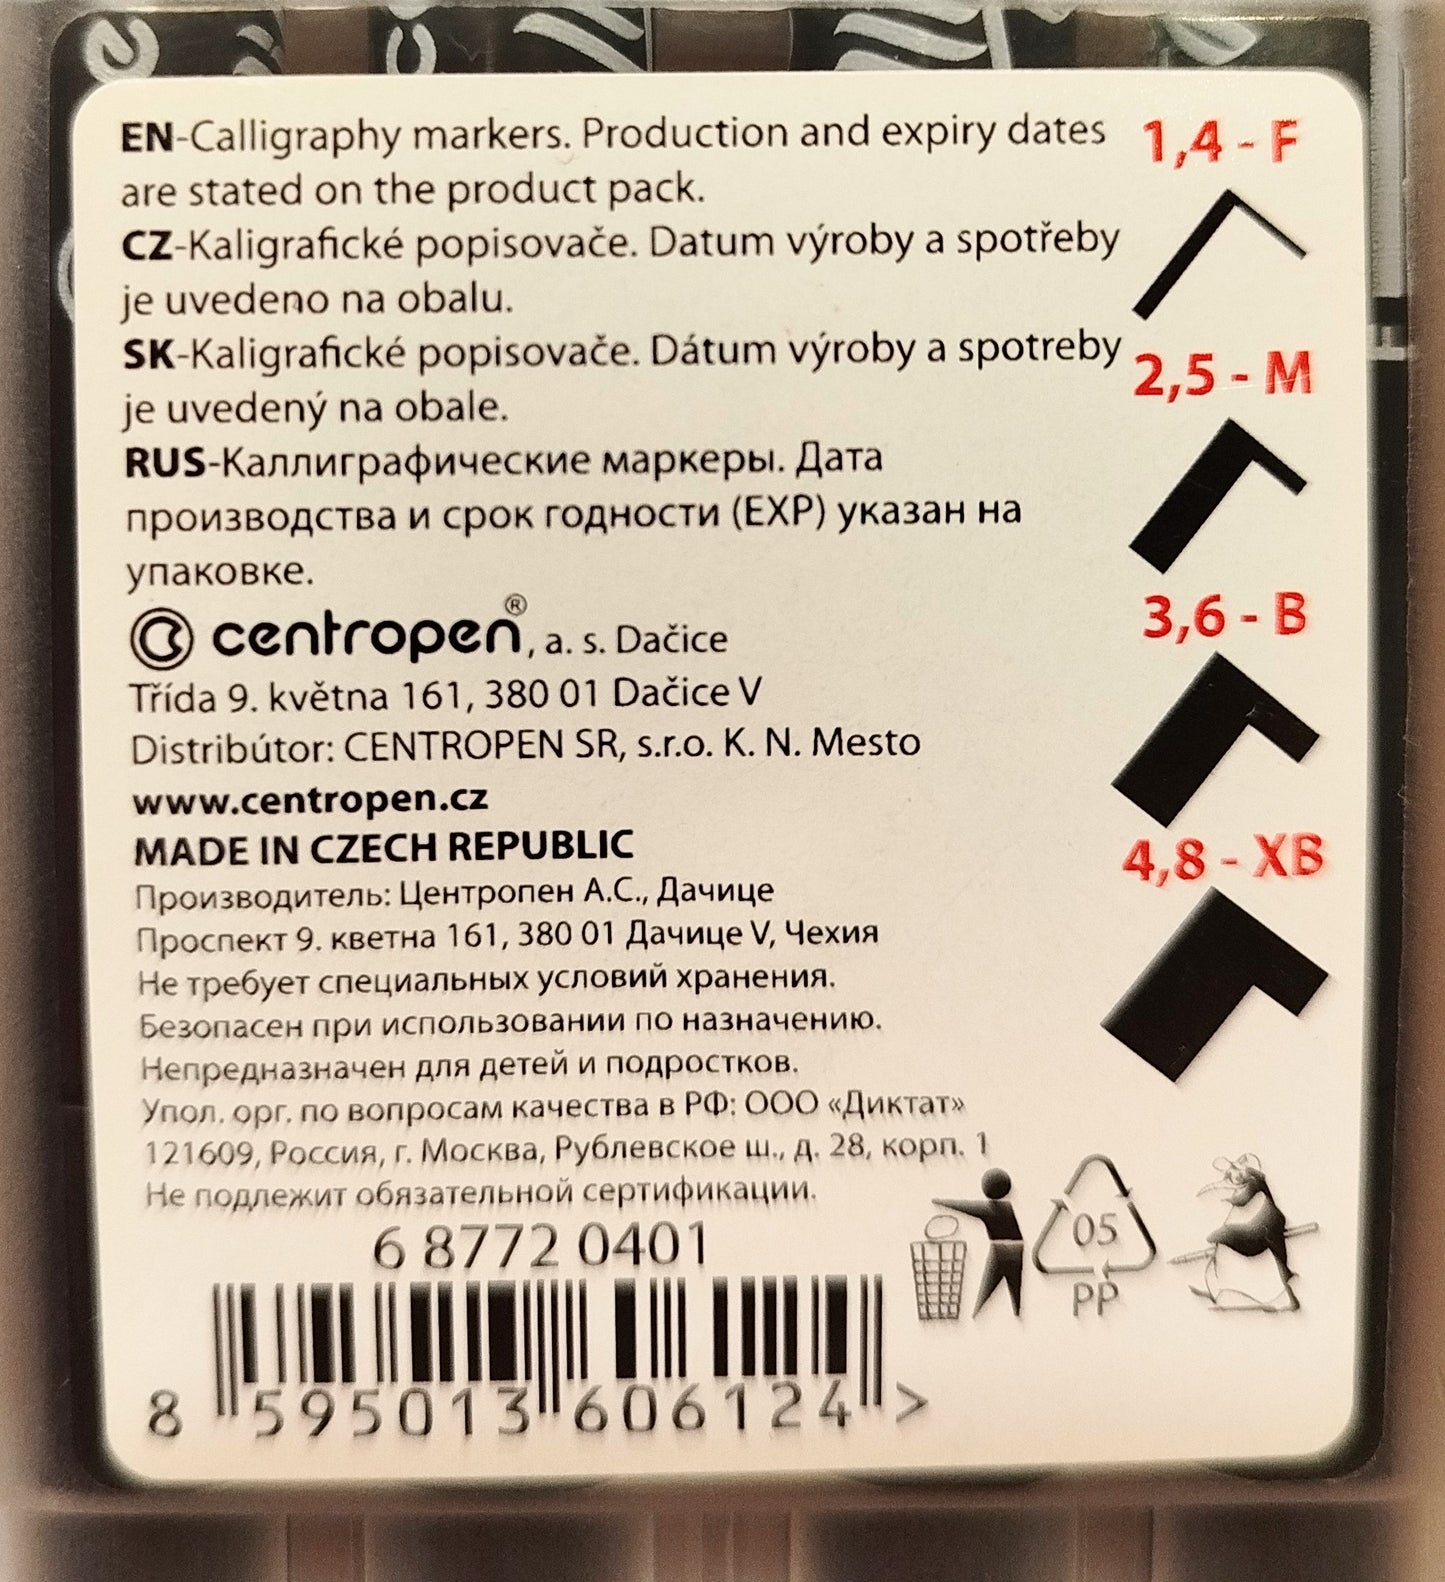 EN-Calligraphy markers. Production and expiry dates
are stated on the product pack.
CZ-Kaligrafické popisovače. Datum výroby a spotřeby
je uvedeno na obalu.
SK-Kaligrafické popisovače. Dátum výroby a spotreby
je uvedený na obale.
RUS-Каллиграфические маркеры. Дата
производства и срок годности (EXP) указан на
упаковке.
centropen®, a. s. Dačice
Třída 9. května 161, 380 01 Dačice V
Distribútor: CENTROPEN SR, s.r.o. K. N. Mesto
www.centropen.cz
MADE IN CZECH REPUBLIC
Производитель: Центропен А.С., Дачице
Проспект 9. кветна 161, 380 01 Дачице V, Чехия
Не требует специальных условий хранения.
Безопасен при использовании по назначению.
Непредназначен для детей и подростков.
Упол. орг. по вопросам качества в РФ: ООО «Диктат»
121609, Россия, г. Москва, Рублевское ш., д. 28, корп. 1
Не подлежит обязательной сертификации.
6 8772 0401
8 595013 606124 >
1,4 - F
2,5 - M
3,6 - B
4,8 - XB
05
PP